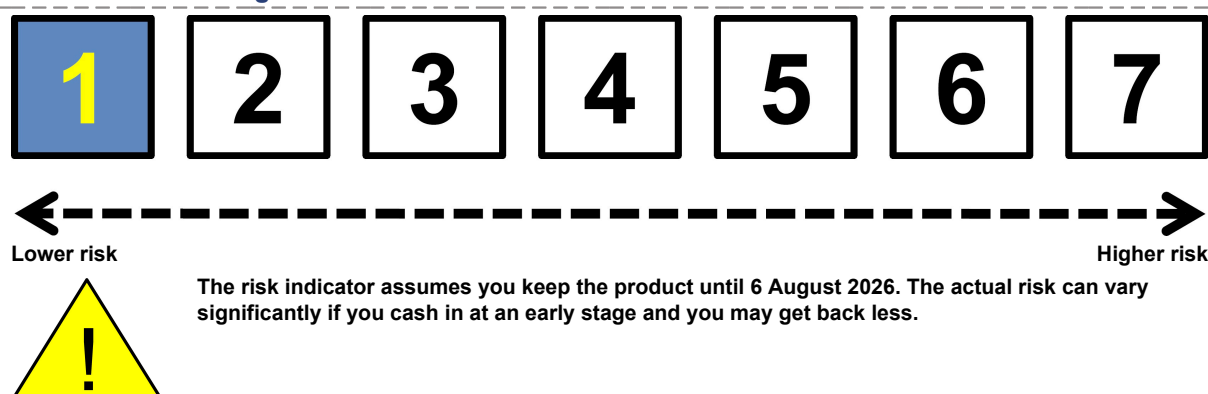 1 2 3 4 5 6 7
Lower risk Higher risk
The risk indicator assumes you keep the product until 6 August 2026. The actual risk can vary
significantly if you cash in at an early stage and you may get back less.
!